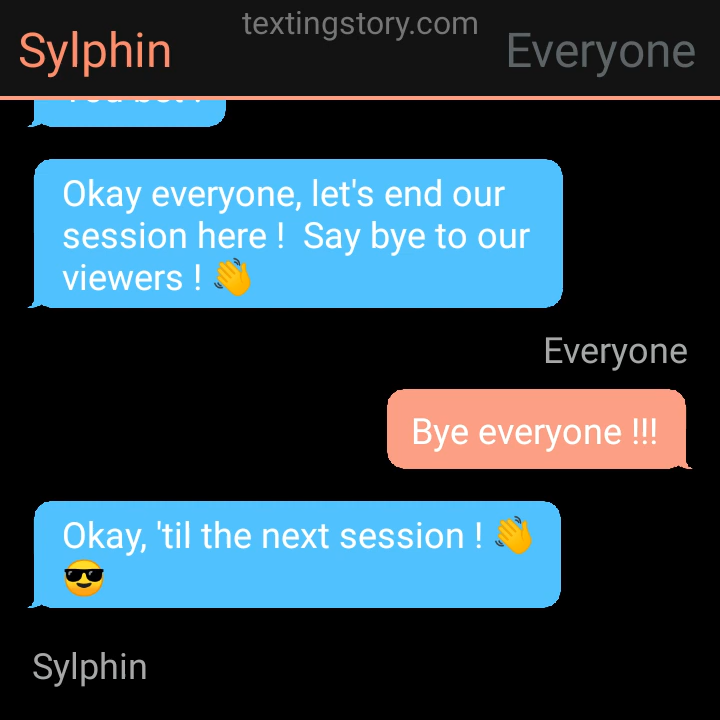 textingstory.com
Sylphin
Everyone
Okay everyone, let's end our
session here !  Say bye to our
viewers ! 👋
Everyone
Bye everyone !!!
Okay, 'til the next session ! 👋
😎
Sylphin